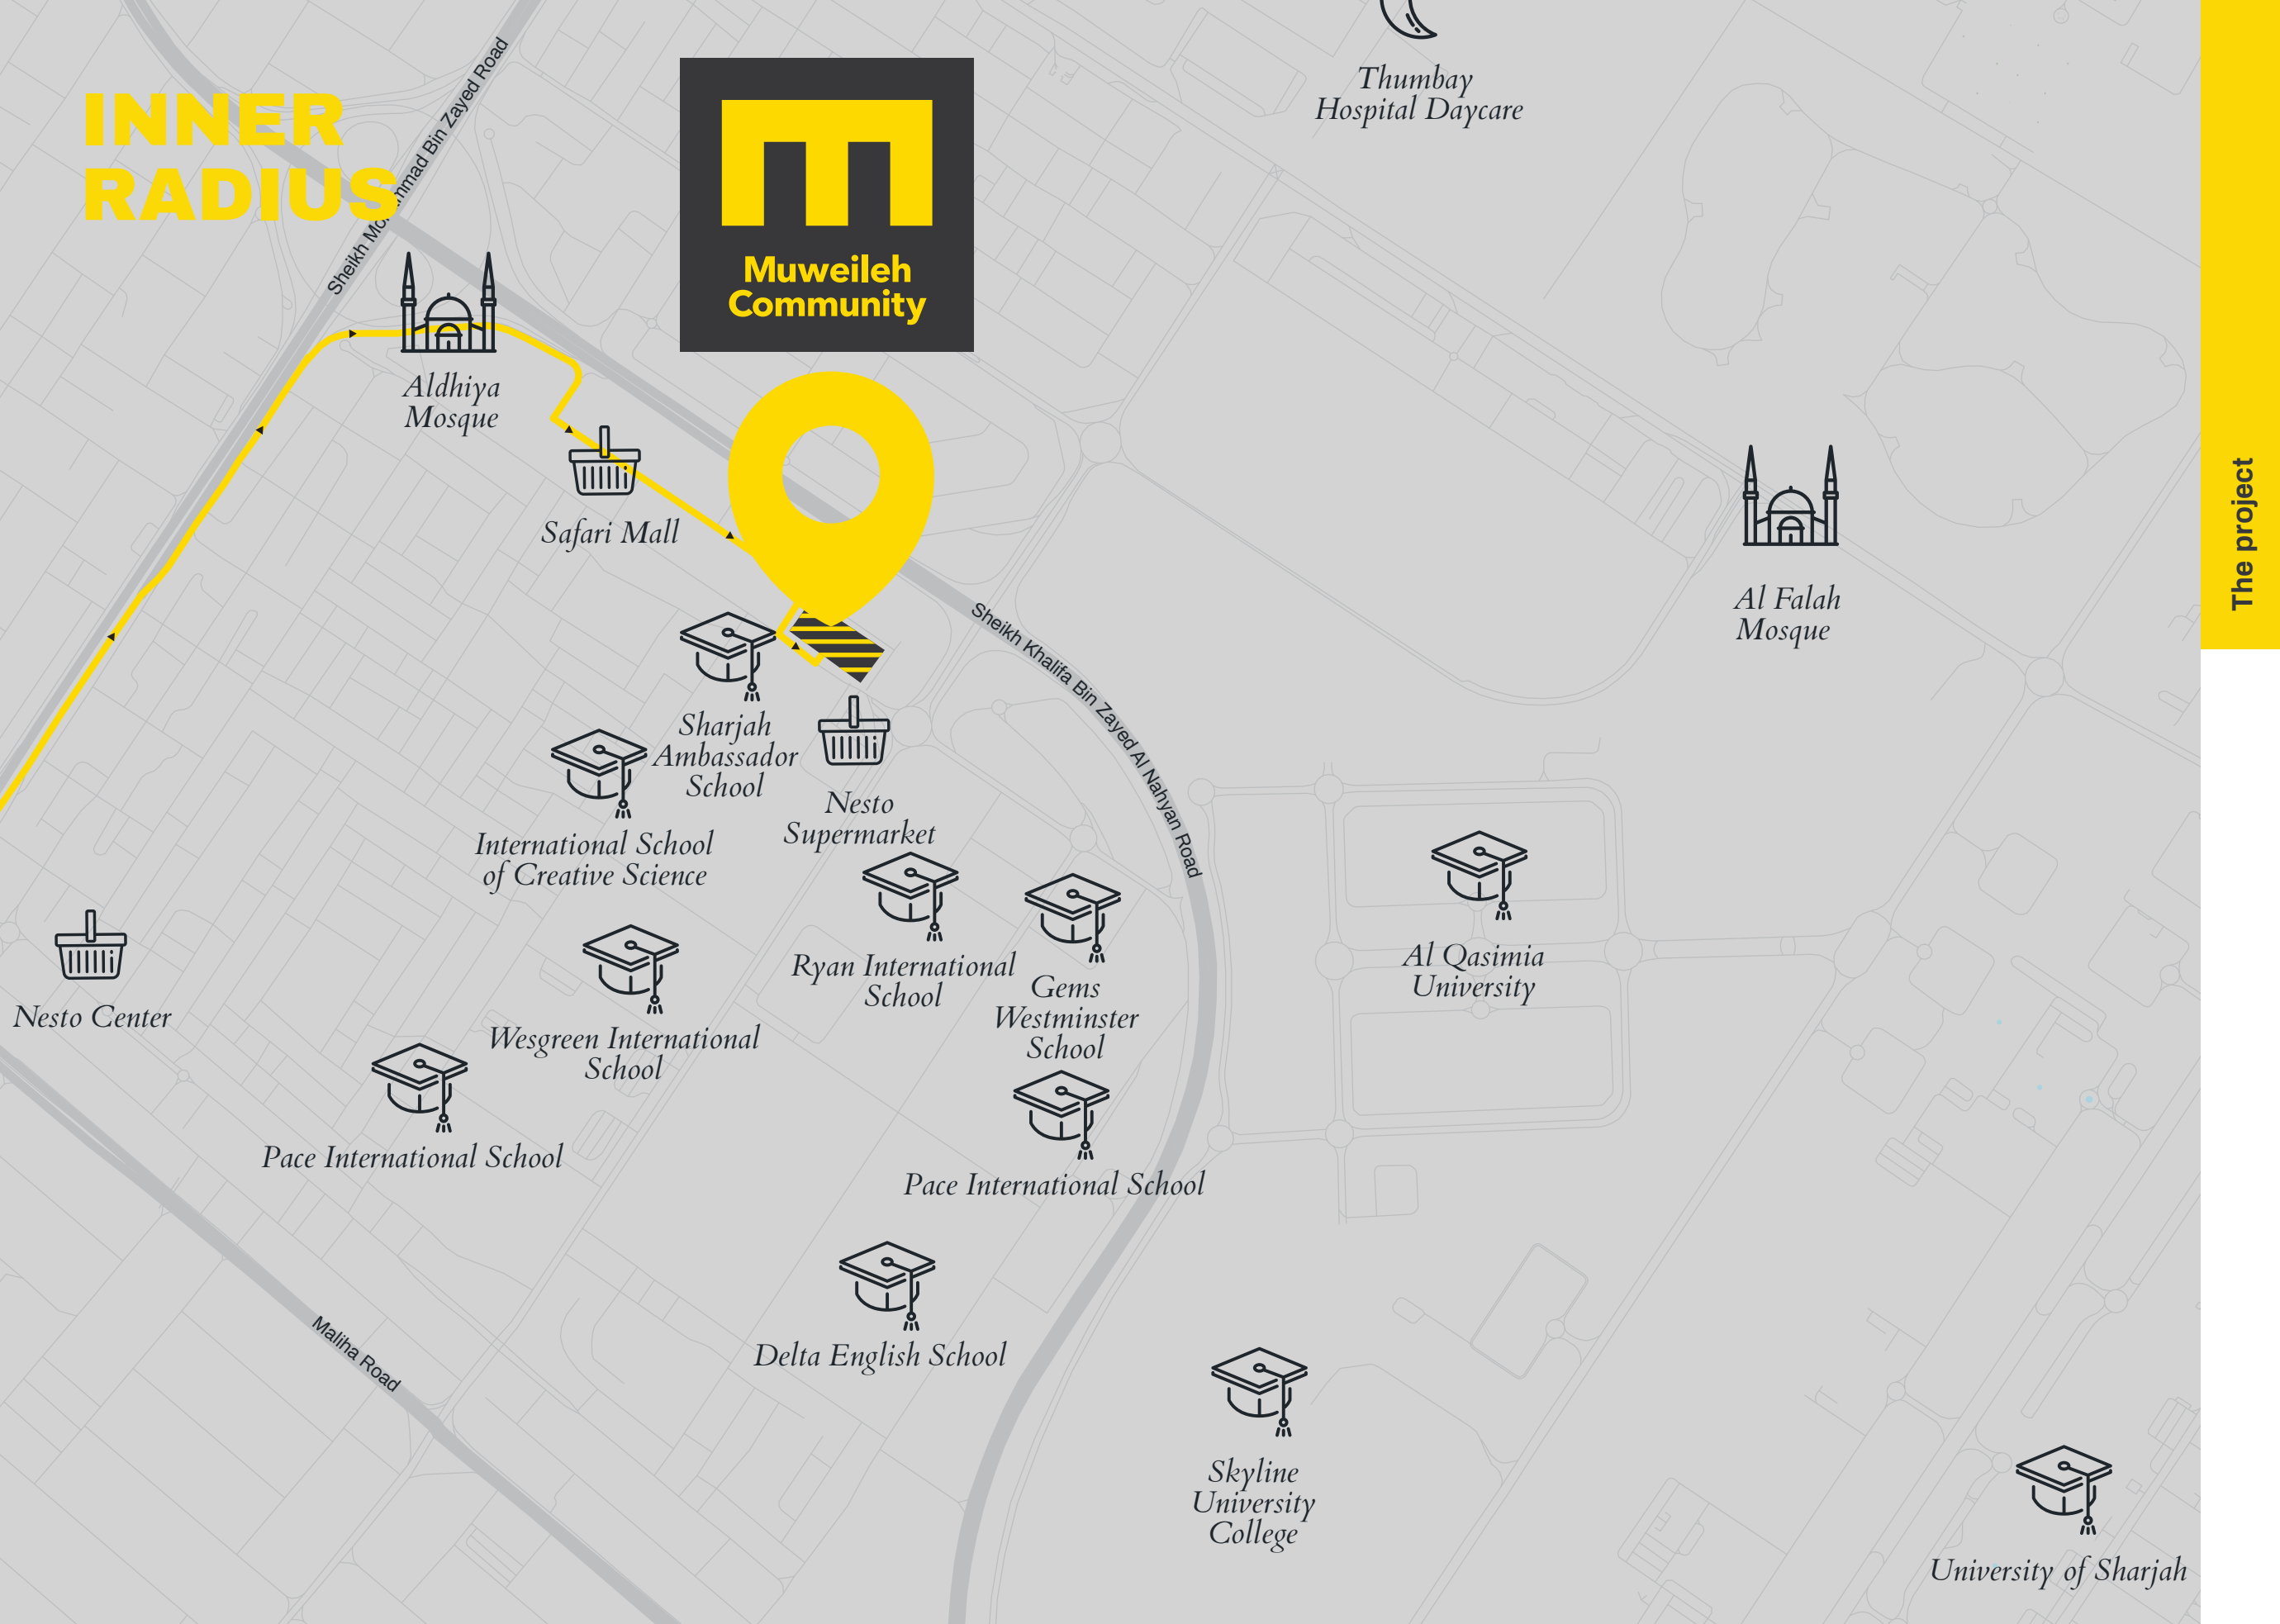 INNER
RADIUS
Sheikh Mohammad Bin Zayed Road
Muweileh
Community
Thumbay
Hospital Daycare
The project
Aldhiya
Mosque
Safari Mall
Al Falah
Mosque
Sheikh Khalifa Bin Zayed Al Nahyan Road
Sharjah
Ambassador
School
Nesto
Supermarket
International School
of Creative Science
Ryan International
School
Gems
Westminster
School
Al Qasimia
University
Nesto Center
Wesgreen International
School
Pace International School
Pace International School
Delta English School
Maliha Road
Skyline
University
College
University of Sharjah